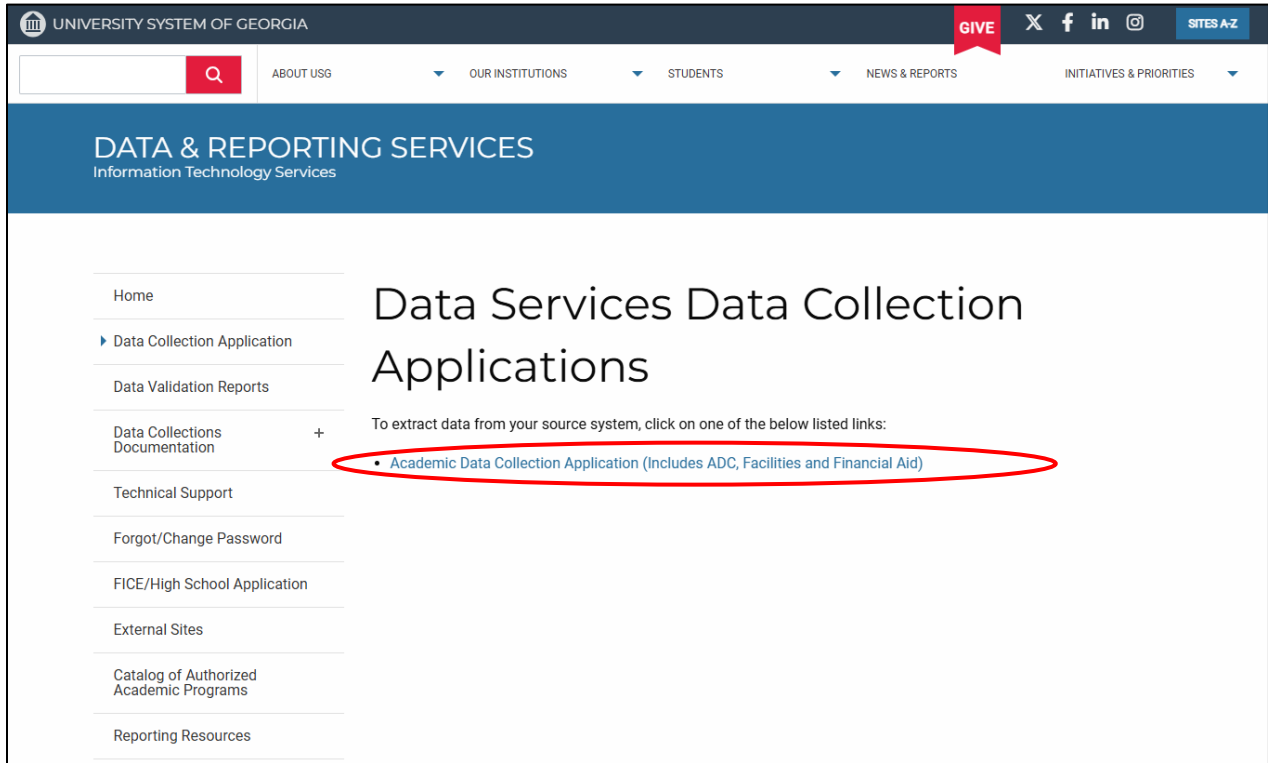 UNIVERSITY SYSTEM OF GEORGIA
GIVE
SITES A-Z
ABOUT USG
OUR INSTITUTIONS
STUDENTS
NEWS & REPORTS
INITIATIVES & PRIORITIES
DATA & REPORTING SERVICES
Information Technology Services
Home
Data Collection Application
Data Validation Reports
Data Collections +
Documentation
Technical Support
Forgot/Change Password
FICE/High School Application
External Sites
Catalog of Authorized
Academic Programs
Reporting Resources
Data Services Data Collection
Applications
To extract data from your source system, click on one of the below listed links:
• Academic Data Collection Application (Includes ADC, Facilities and Financial Aid)